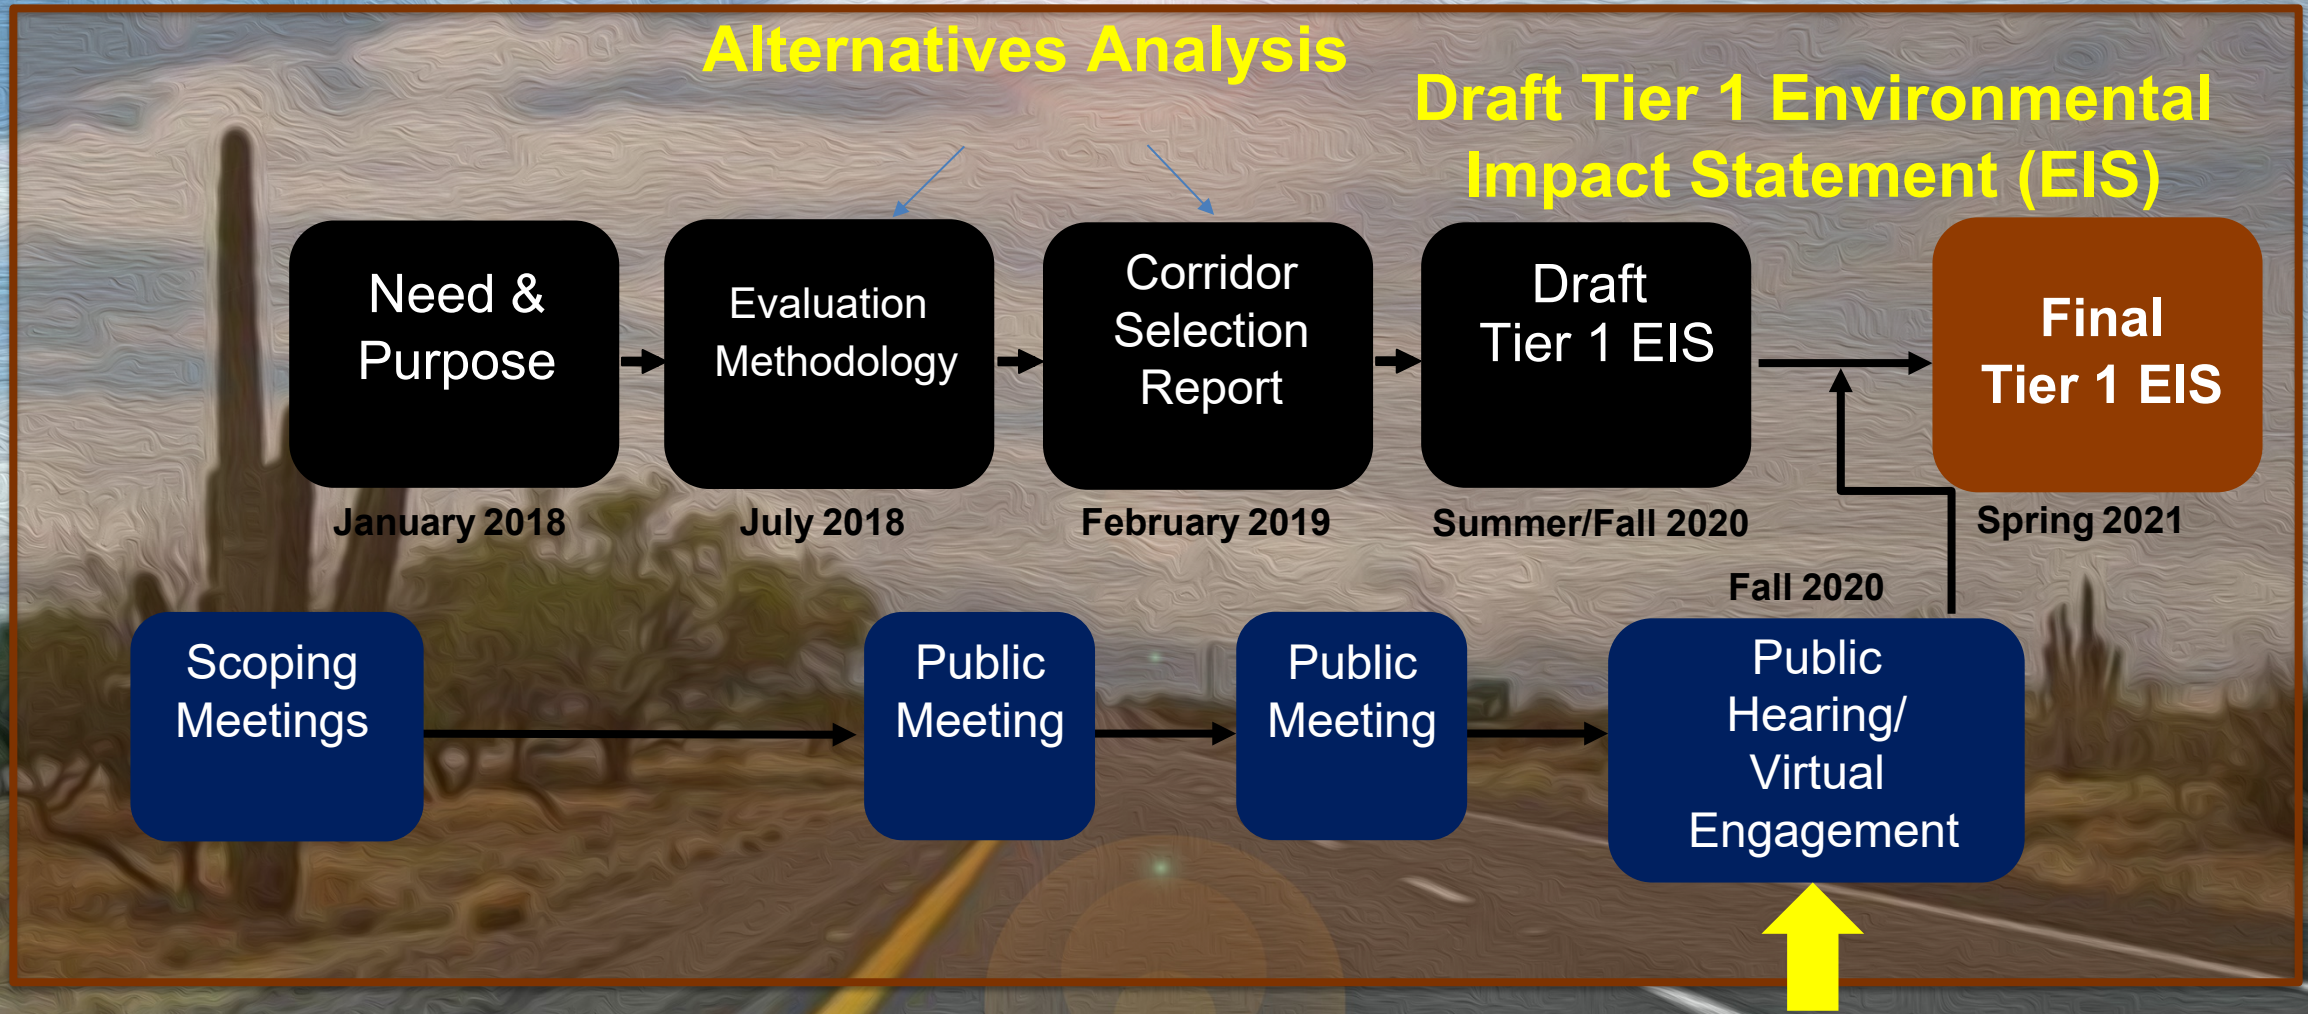 Alternatives Analysis
Draft Tier 1 Environmental
Impact Statement (EIS)
Need &
Purpose
Evaluation
Methodology
Corridor
Selection
Report
Draft
Tier 1 EIS
Final
Tier 1 EIS
January 2018
July 2018
February 2019
Summer/Fall 2020
Spring 2021
Fall 2020
Scoping
Meetings
Public
Meeting
Public
Meeting
Public
Hearing/
Virtual
Engagement